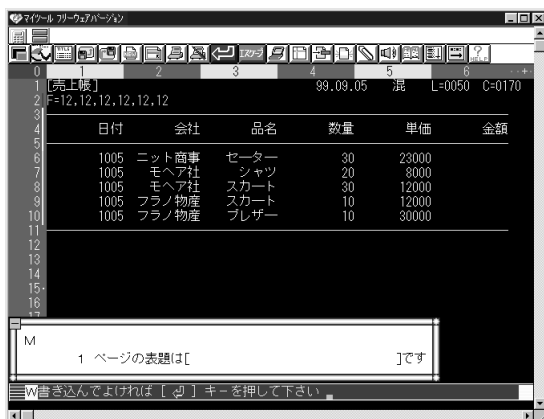 マイツール フリーウェアバージョン
0 1 2 3 4 5 6
1 [売上帳] 99.09.05 混 L=0050 C=0170
2 F=12,12,12,12,12,12
3
4 日付 会社 品名 数量 単価 金額
5
6 1005 ニット商事 セーター 30 23000
7 1005 モヘア社 シャツ 20 8000
8 1005 モヘア社 スカート 30 12000
9 1005 フラノ物産 スカート 10 12000
10 1005 フラノ物産 ブレザー 10 30000
11
12
13
14
15
16
17
M
1 ページの表題は[ ]です
W書き込んでよければ [ ⏎ ] キーを押して下さい